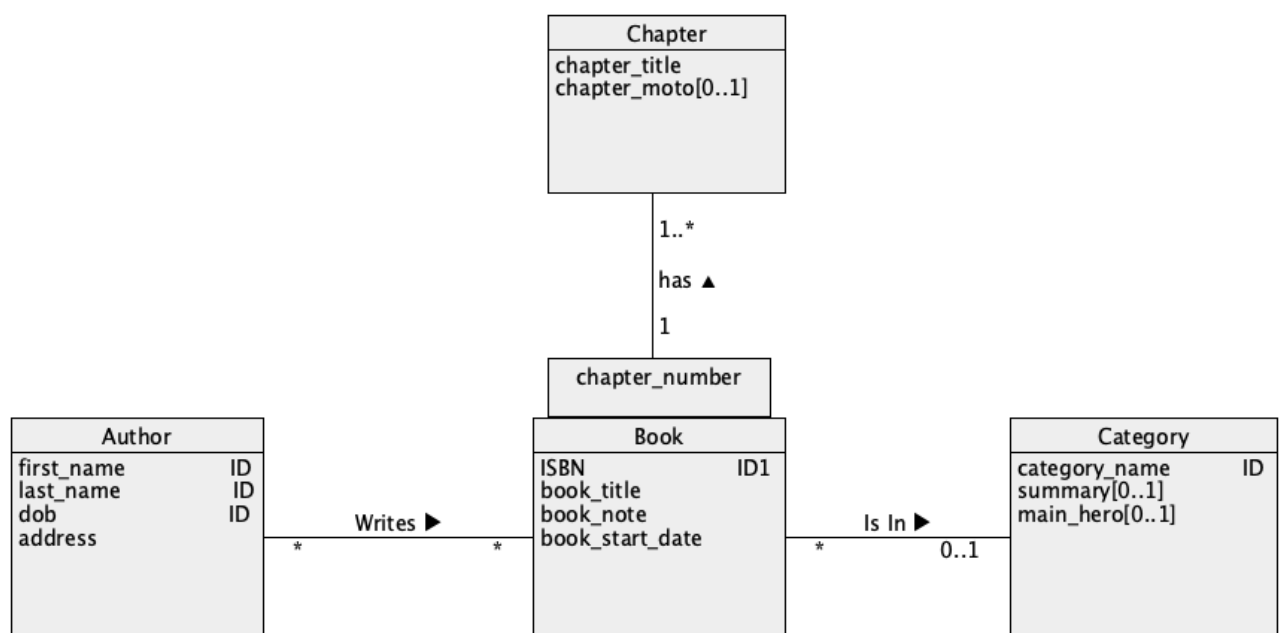 Chapter
chapter_title
chapter_moto[0..1]
1..*
has ▲
1
chapter_number
Author
first_name ID
last_name ID
dob ID
address
Writes ▶
*
*
Book
ISBN ID1
book_title
book_note
book_start_date
Is In ▶
*
0..1
Category
category_name ID
summary[0..1]
main_hero[0..1]